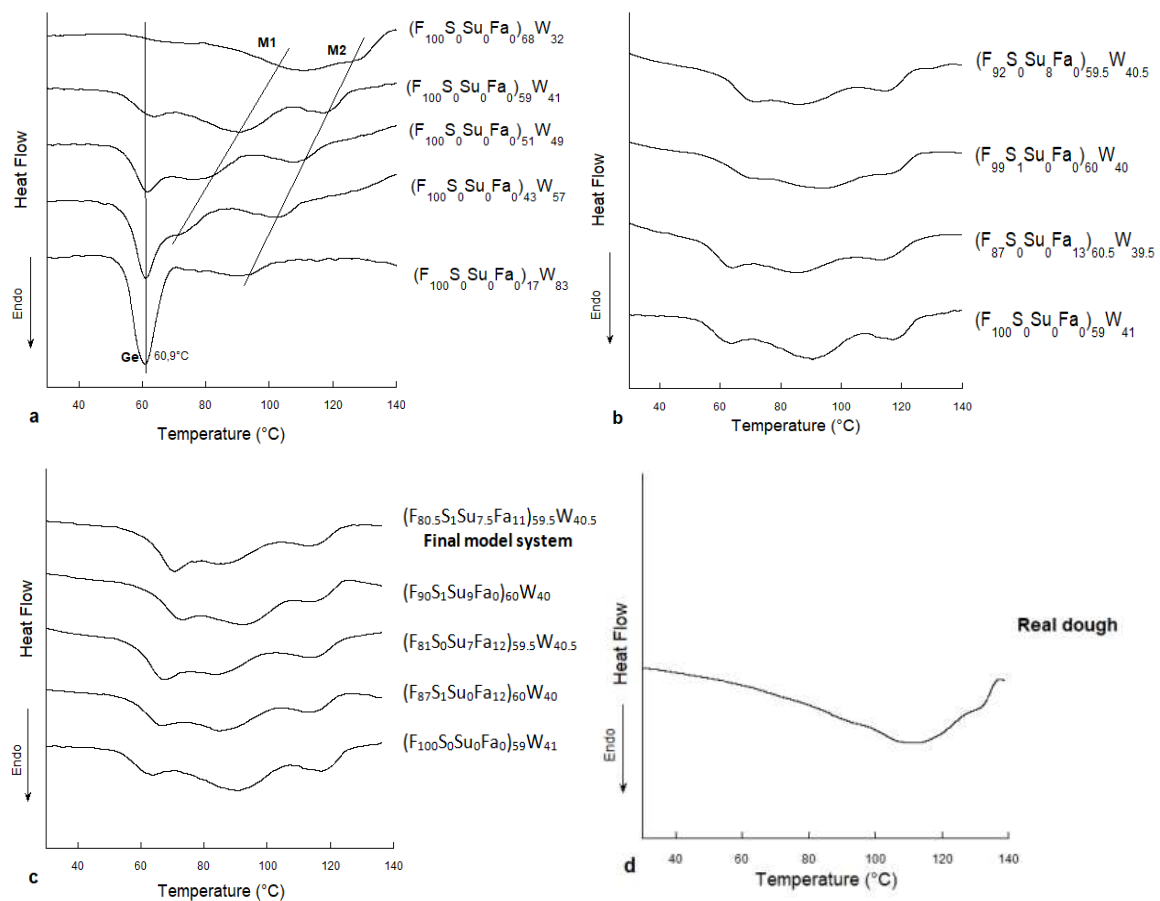 (F100S0Su0Fa0)68W32
M1
M2
(F100S0Su0Fa0)59W41
(F100S0Su0Fa0)51W49
(F100S0Su0Fa0)43W57
(F100S0Su0Fa0)17W83
Heat Flow
Endo
Ge
60,9°C
40
60
80
100
120
140
a
Temperature (°C)
(F92S0Su8Fa0)59.5W40.5
(F99S1Su0Fa0)60W40
(F87S0Su0Fa13)60.5W39.5
(F100S0Su0Fa0)59W41
Heat Flow
Endo
40
60
80
100
120
140
b
Temperature (°C)
(F80.5S1Su7.5Fa11)59.5W40.5
Final model system
(F90S1Su9Fa0)60W40
(F81S0Su7Fa12)59.5W40.5
(F87S1Su0Fa12)60W40
(F100S0Su0Fa0)59W41
Heat Flow
Endo
40
60
80
100
120
140
c
Temperature (°C)
Real dough
Heat Flow
Endo
40
60
80
100
120
140
d
Temperature (°C)